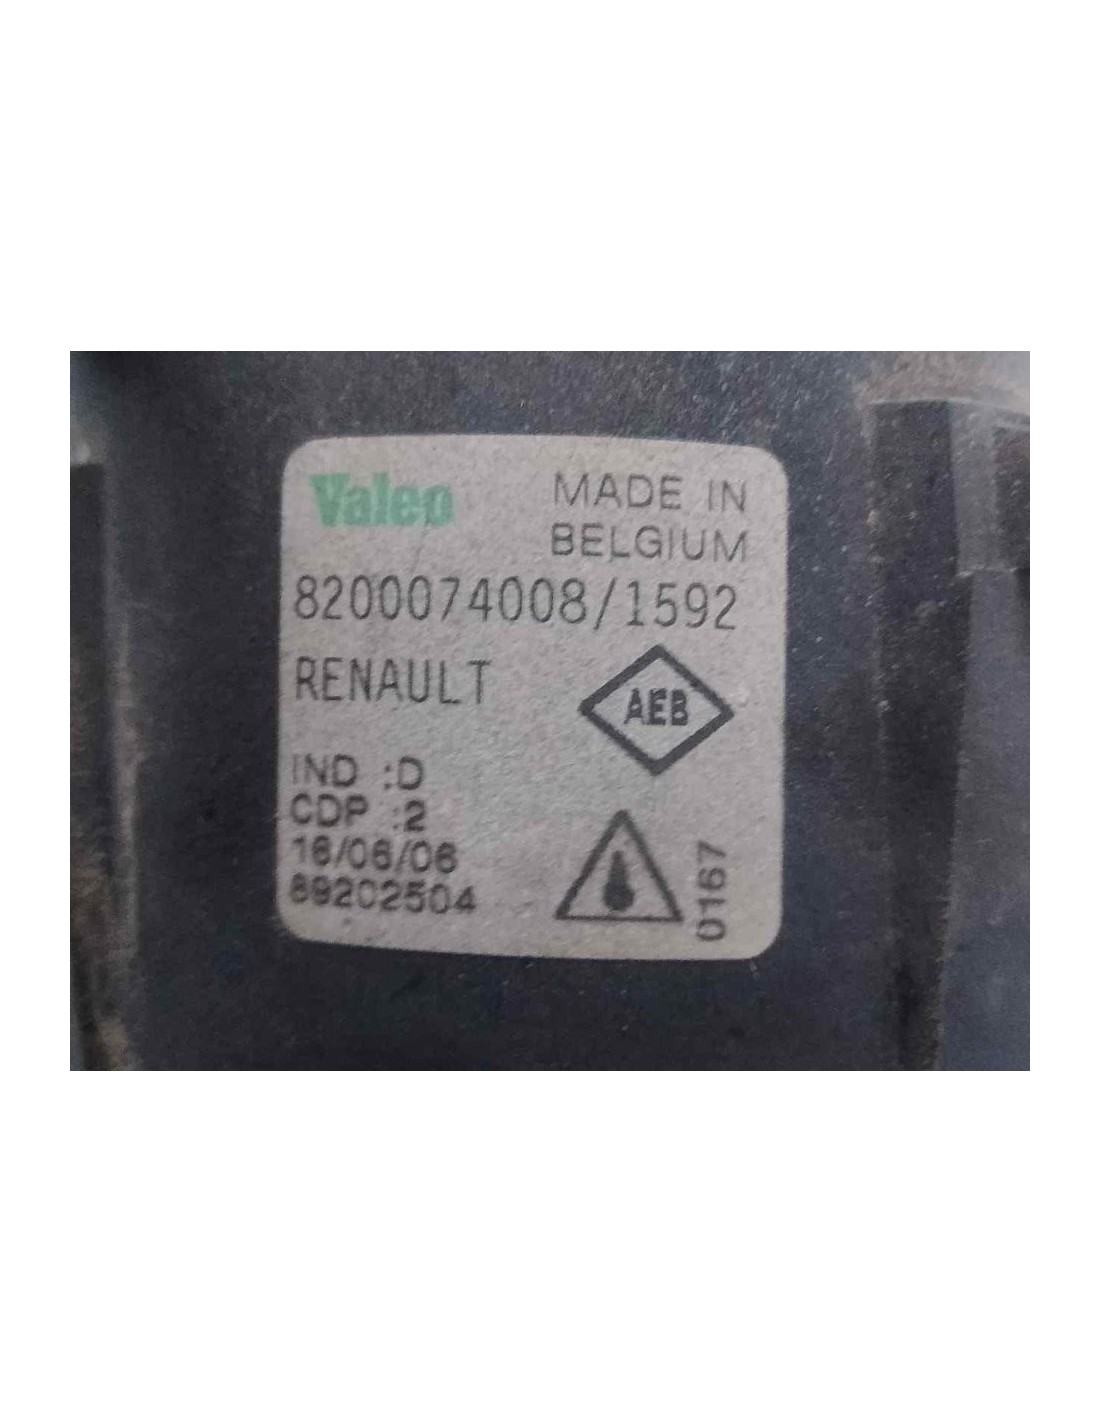 Valeo
MADE IN
BELGIUM
8200074008/1592
RENAULT
AEB
IND :D
CDP :2
16/06/06
89202504
0167